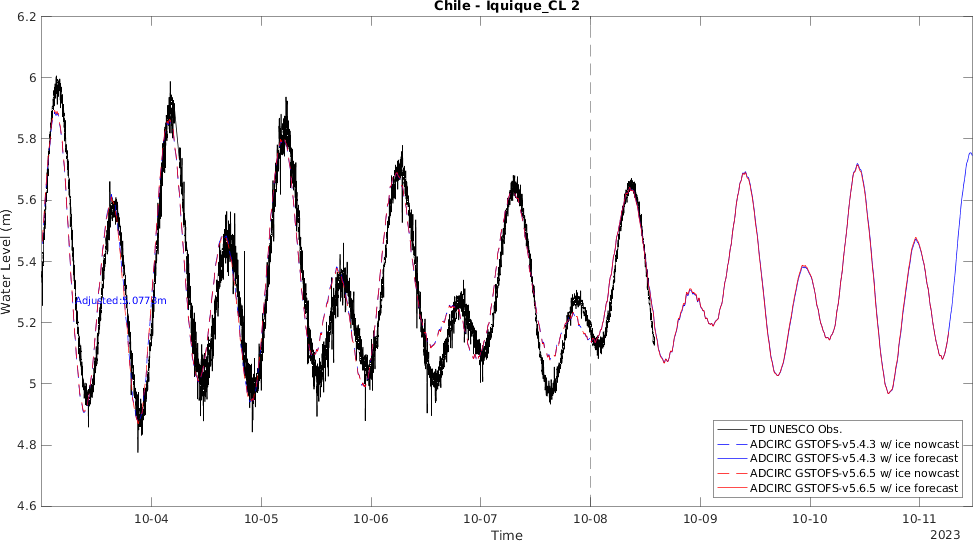 Chile - Iquique_CL 2
6.2
6
5.8
5.6
5.4
5.2
5
4.8
4.6
Water Level (m)
Adjusted:5.0778m
TD UNESCO Obs.
ADCIRC GSTOFS-v5.4.3 w/ ice nowcast
ADCIRC GSTOFS-v5.4.3 w/ ice forecast
ADCIRC GSTOFS-v5.6.5 w/ ice nowcast
ADCIRC GSTOFS-v5.6.5 w/ ice forecast
10-04 10-05 10-06 10-07 10-08 10-09 10-10 10-11
Time
2023